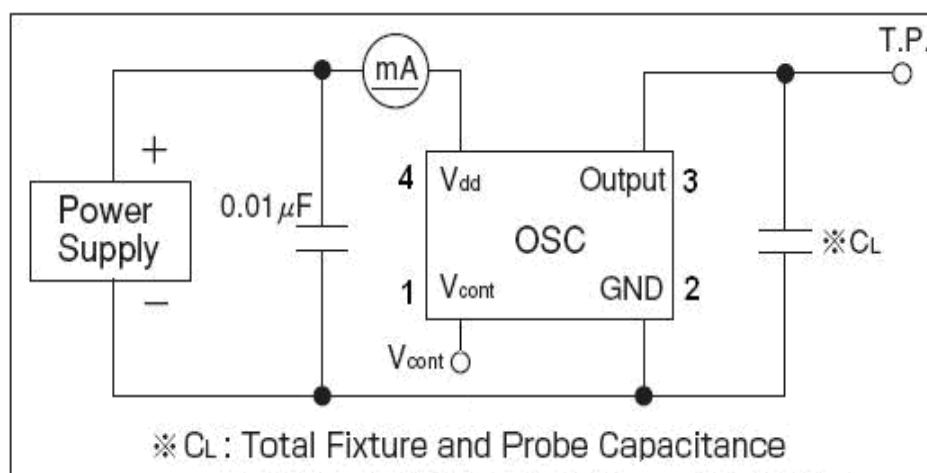 T.P.
mA
+
4 Vdd Output 3
Power
Supply
0.01μF
OSC
※CL
1 Vcont GND 2
−
Vcont
※CL : Total Fixture and Probe Capacitance